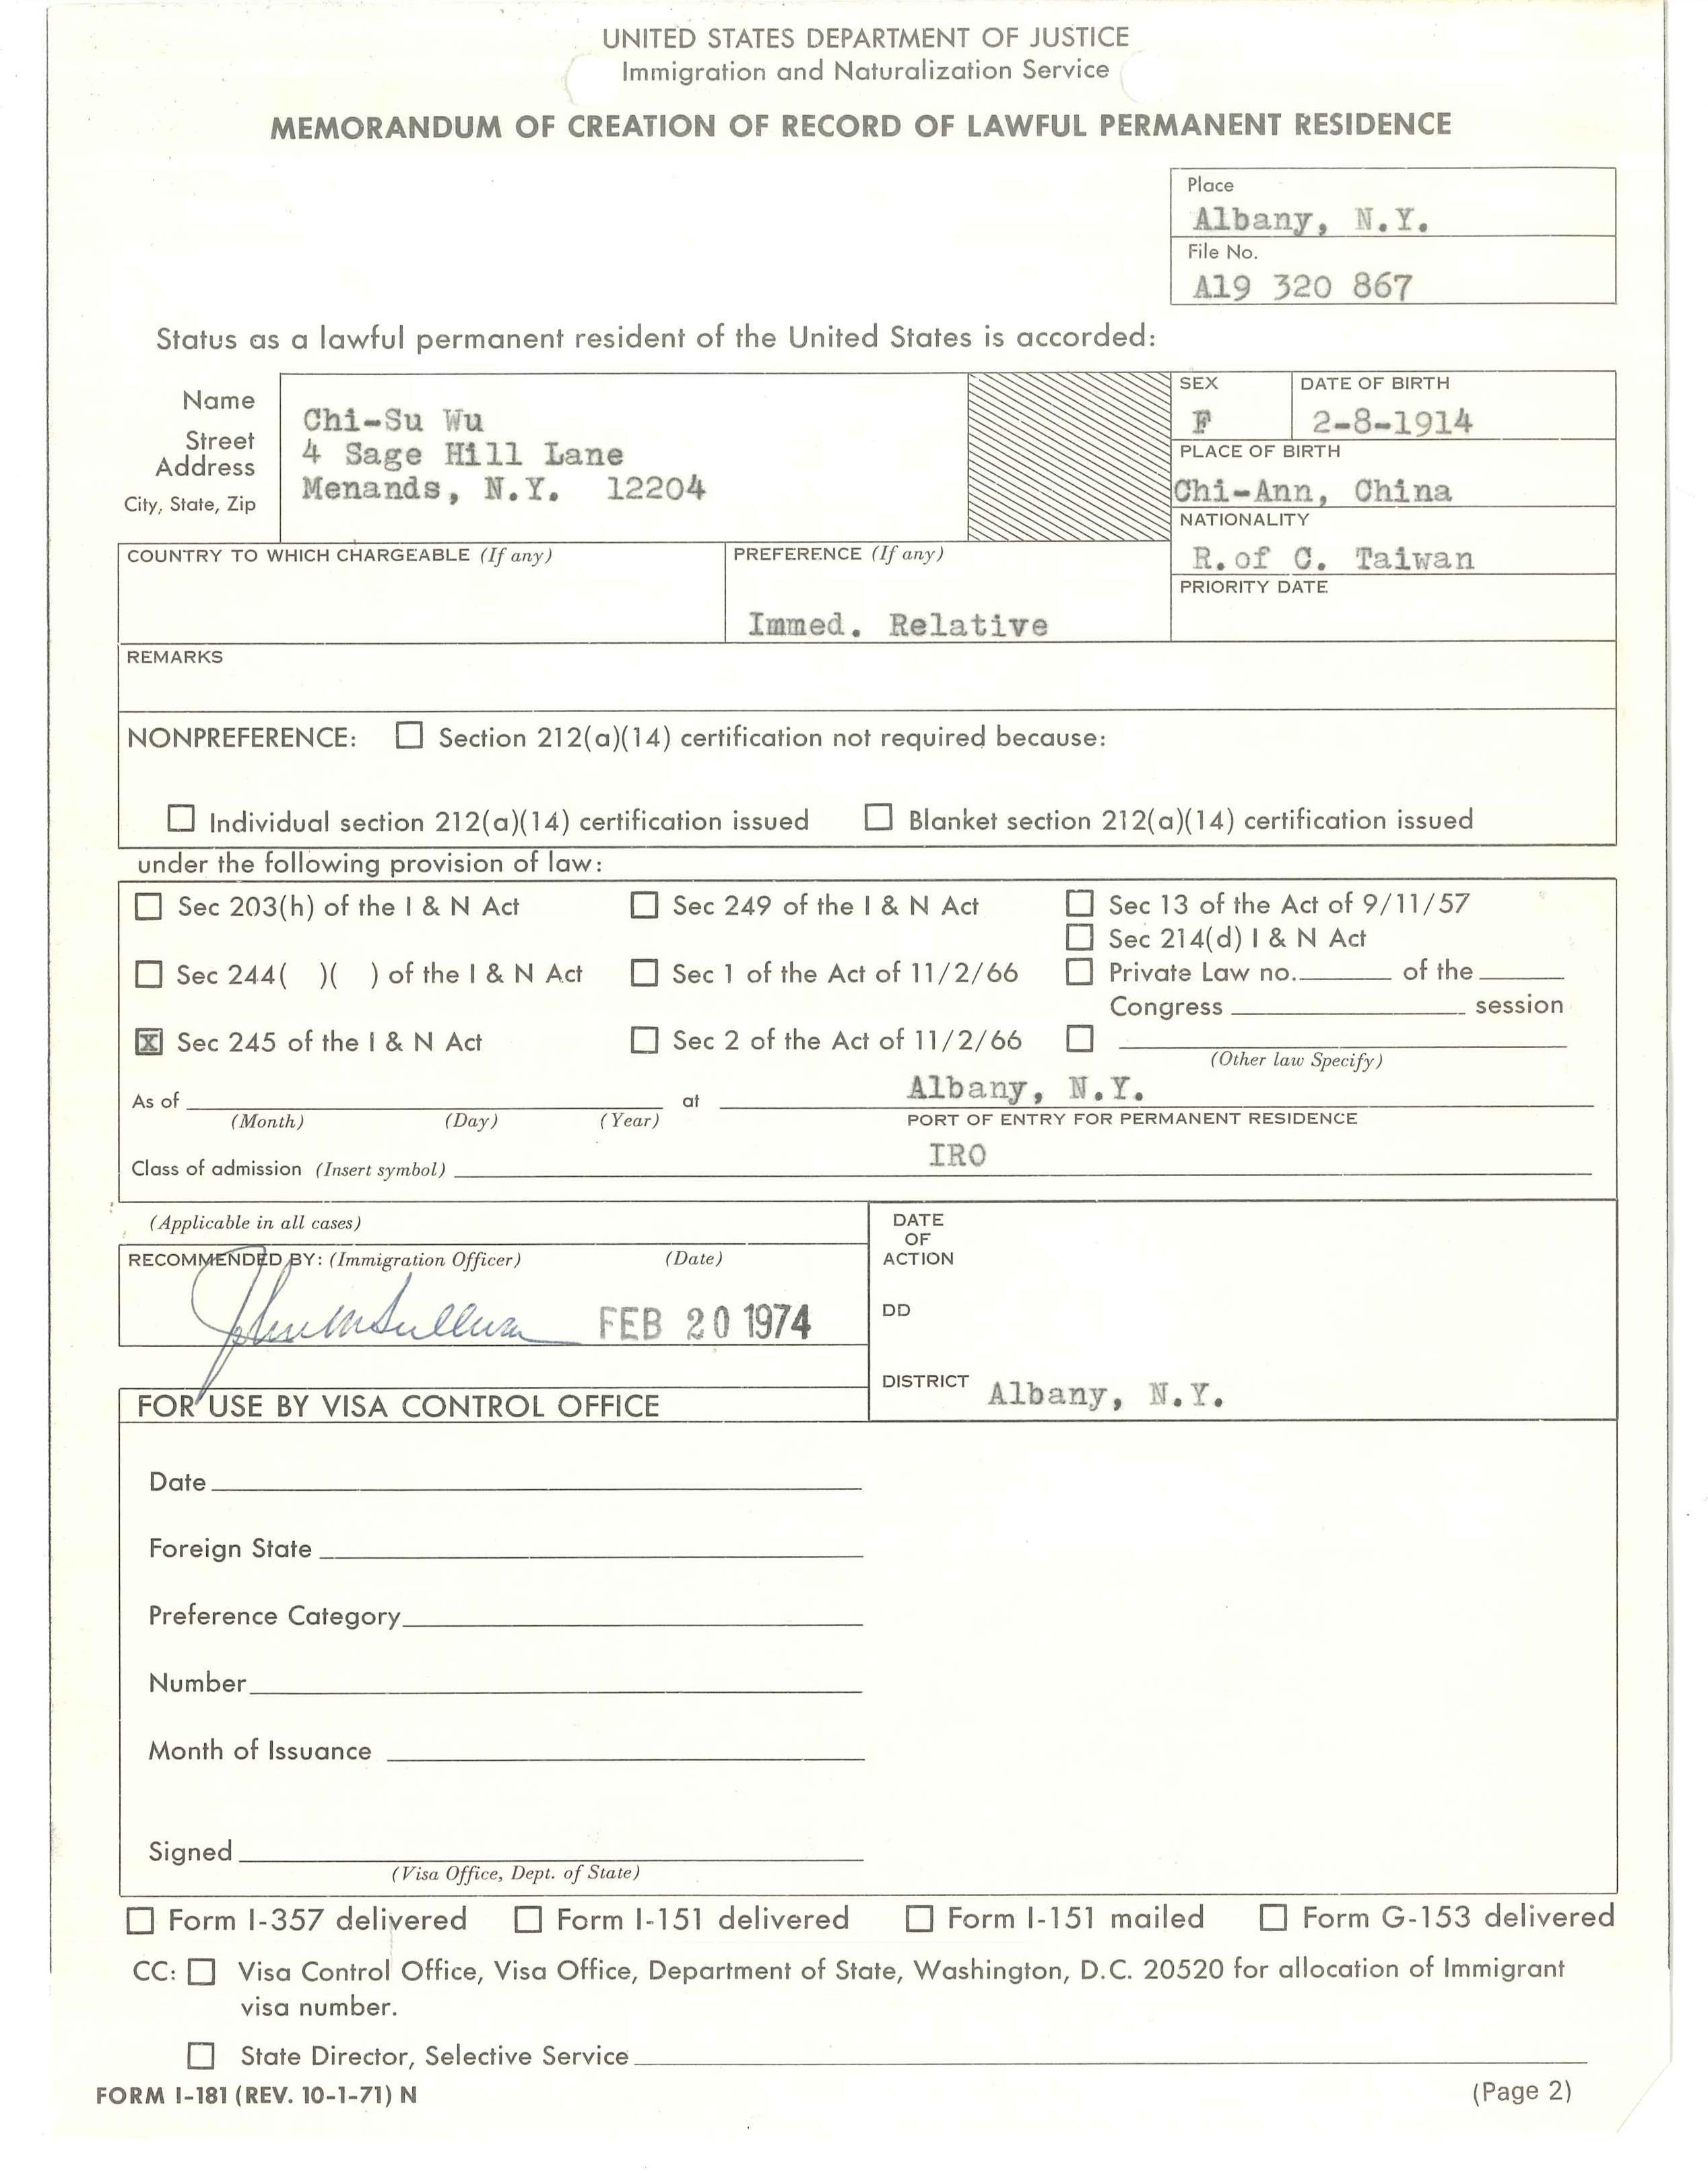 UNITED STATES DEPARTMENT OF JUSTICE
Immigration and Naturalization Service
MEMORANDUM OF CREATION OF RECORD OF LAWFUL PERMANENT RESIDENCE
Place
Albany, N.Y.
File No.
A19 320 867
Status as a lawful permanent resident of the United States is accorded:
Name
Street
Address
City, State, Zip
Chi-Su Wu
4 Sage Hill Lane
Menands, N.Y. 12204
SEX
F
DATE OF BIRTH
2-8-1914
PLACE OF BIRTH
Chi-Ann, China
NATIONALITY
R.of C. Taiwan
PRIORITY DATE
COUNTRY TO WHICH CHARGEABLE (If any)
PREFERENCE (If any)
Immed. Relative
REMARKS
NONPREFERENCE: ☐ Section 212(a)(14) certification not required because:
☐ Individual section 212(a)(14) certification issued ☐ Blanket section 212(a)(14) certification issued
under the following provision of law:
☐ Sec 203(h) of the I & N Act ☐ Sec 249 of the I & N Act ☐ Sec 13 of the Act of 9/11/57
☐ Sec 214(d) I & N Act
☐ Sec 244( )( ) of the I & N Act ☐ Sec 1 of the Act of 11/2/66 ☐ Private Law no. of the
Congress session
☒ Sec 245 of the I & N Act ☐ Sec 2 of the Act of 11/2/66 ☐
(Other law Specify)
As of at Albany, N.Y.
(Month) (Day) (Year) PORT OF ENTRY FOR PERMANENT RESIDENCE
Class of admission (Insert symbol) IRO
(Applicable in all cases)
RECOMMENDED BY: (Immigration Officer) (Date)
FEB 20 1974
DATE
OF
ACTION
DD
DISTRICT Albany, N.Y.
FOR USE BY VISA CONTROL OFFICE
Date
Foreign State
Preference Category
Number
Month of Issuance
Signed
(Visa Office, Dept. of State)
☐ Form I-357 delivered ☐ Form I-151 delivered ☐ Form I-151 mailed ☐ Form G-153 delivered
CC: ☐ Visa Control Office, Visa Office, Department of State, Washington, D.C. 20520 for allocation of Immigrant
visa number.
☐ State Director, Selective Service
FORM I-181 (REV. 10-1-71) N
(Page 2)